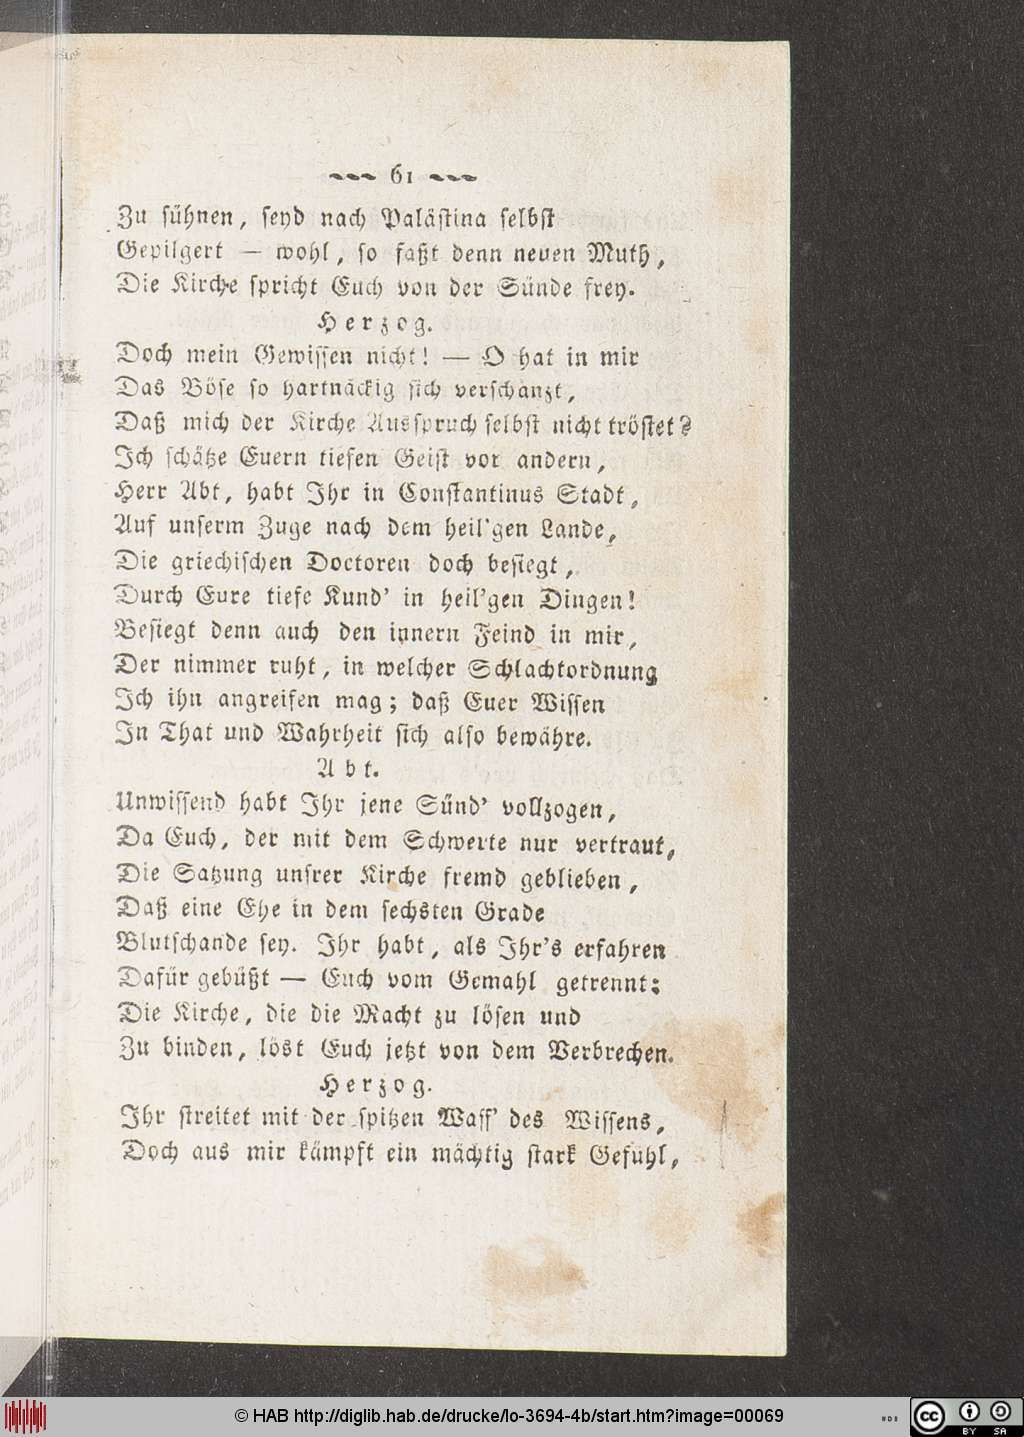 61
Zu sühnen, seyd nach Palästina selbst
Gepilgert — wohl, so faßt denn neuen Muth,
Die Kirche spricht Euch von der Sünde frey.
Herzog.
Doch mein Gewissen nicht! — O hat in mir
Das Böse so hartnäckig sich verschanzt,
Daß mich der Kirche Ausspruch selbst nicht tröstet?
Ich schätze Euern tiefen Geist vor andern,
Herr Abt, habt Ihr in Constantinus Stadt,
Auf unserm Zuge nach dem heil'gen Lande,
Die griechischen Doctoren doch besiegt,
Durch Eure tiefe Kund' in heil'gen Dingen!
Besiegt denn auch den innern Feind in mir,
Der nimmer ruht, in welcher Schlachtordnung
Ich ihn angreifen mag; daß Euer Wissen
In That und Wahrheit sich also bewähre.
Abt.
Unwissend habt Ihr jene Sünd' vollzogen,
Da Euch, der mit dem Schwerte nur vertraut,
Die Satzung unsrer Kirche fremd geblieben,
Daß eine Ehe in dem sechsten Grade
Blutschande sey. Ihr habt, als Ihr's erfahren
Dafür gebüßt — Euch vom Gemahl getrennt:
Die Kirche, die die Macht zu lösen und
Zu binden, löst Euch jetzt von dem Verbrechen.
Herzog.
Ihr streitet mit der spitzen Waff' des Wissens,
Doch aus mir kämpft ein mächtig stark Gefühl,
© HAB http://diglib.hab.de/drucke/lo-3694-4b/start.htm?image=00069
cc BY SA